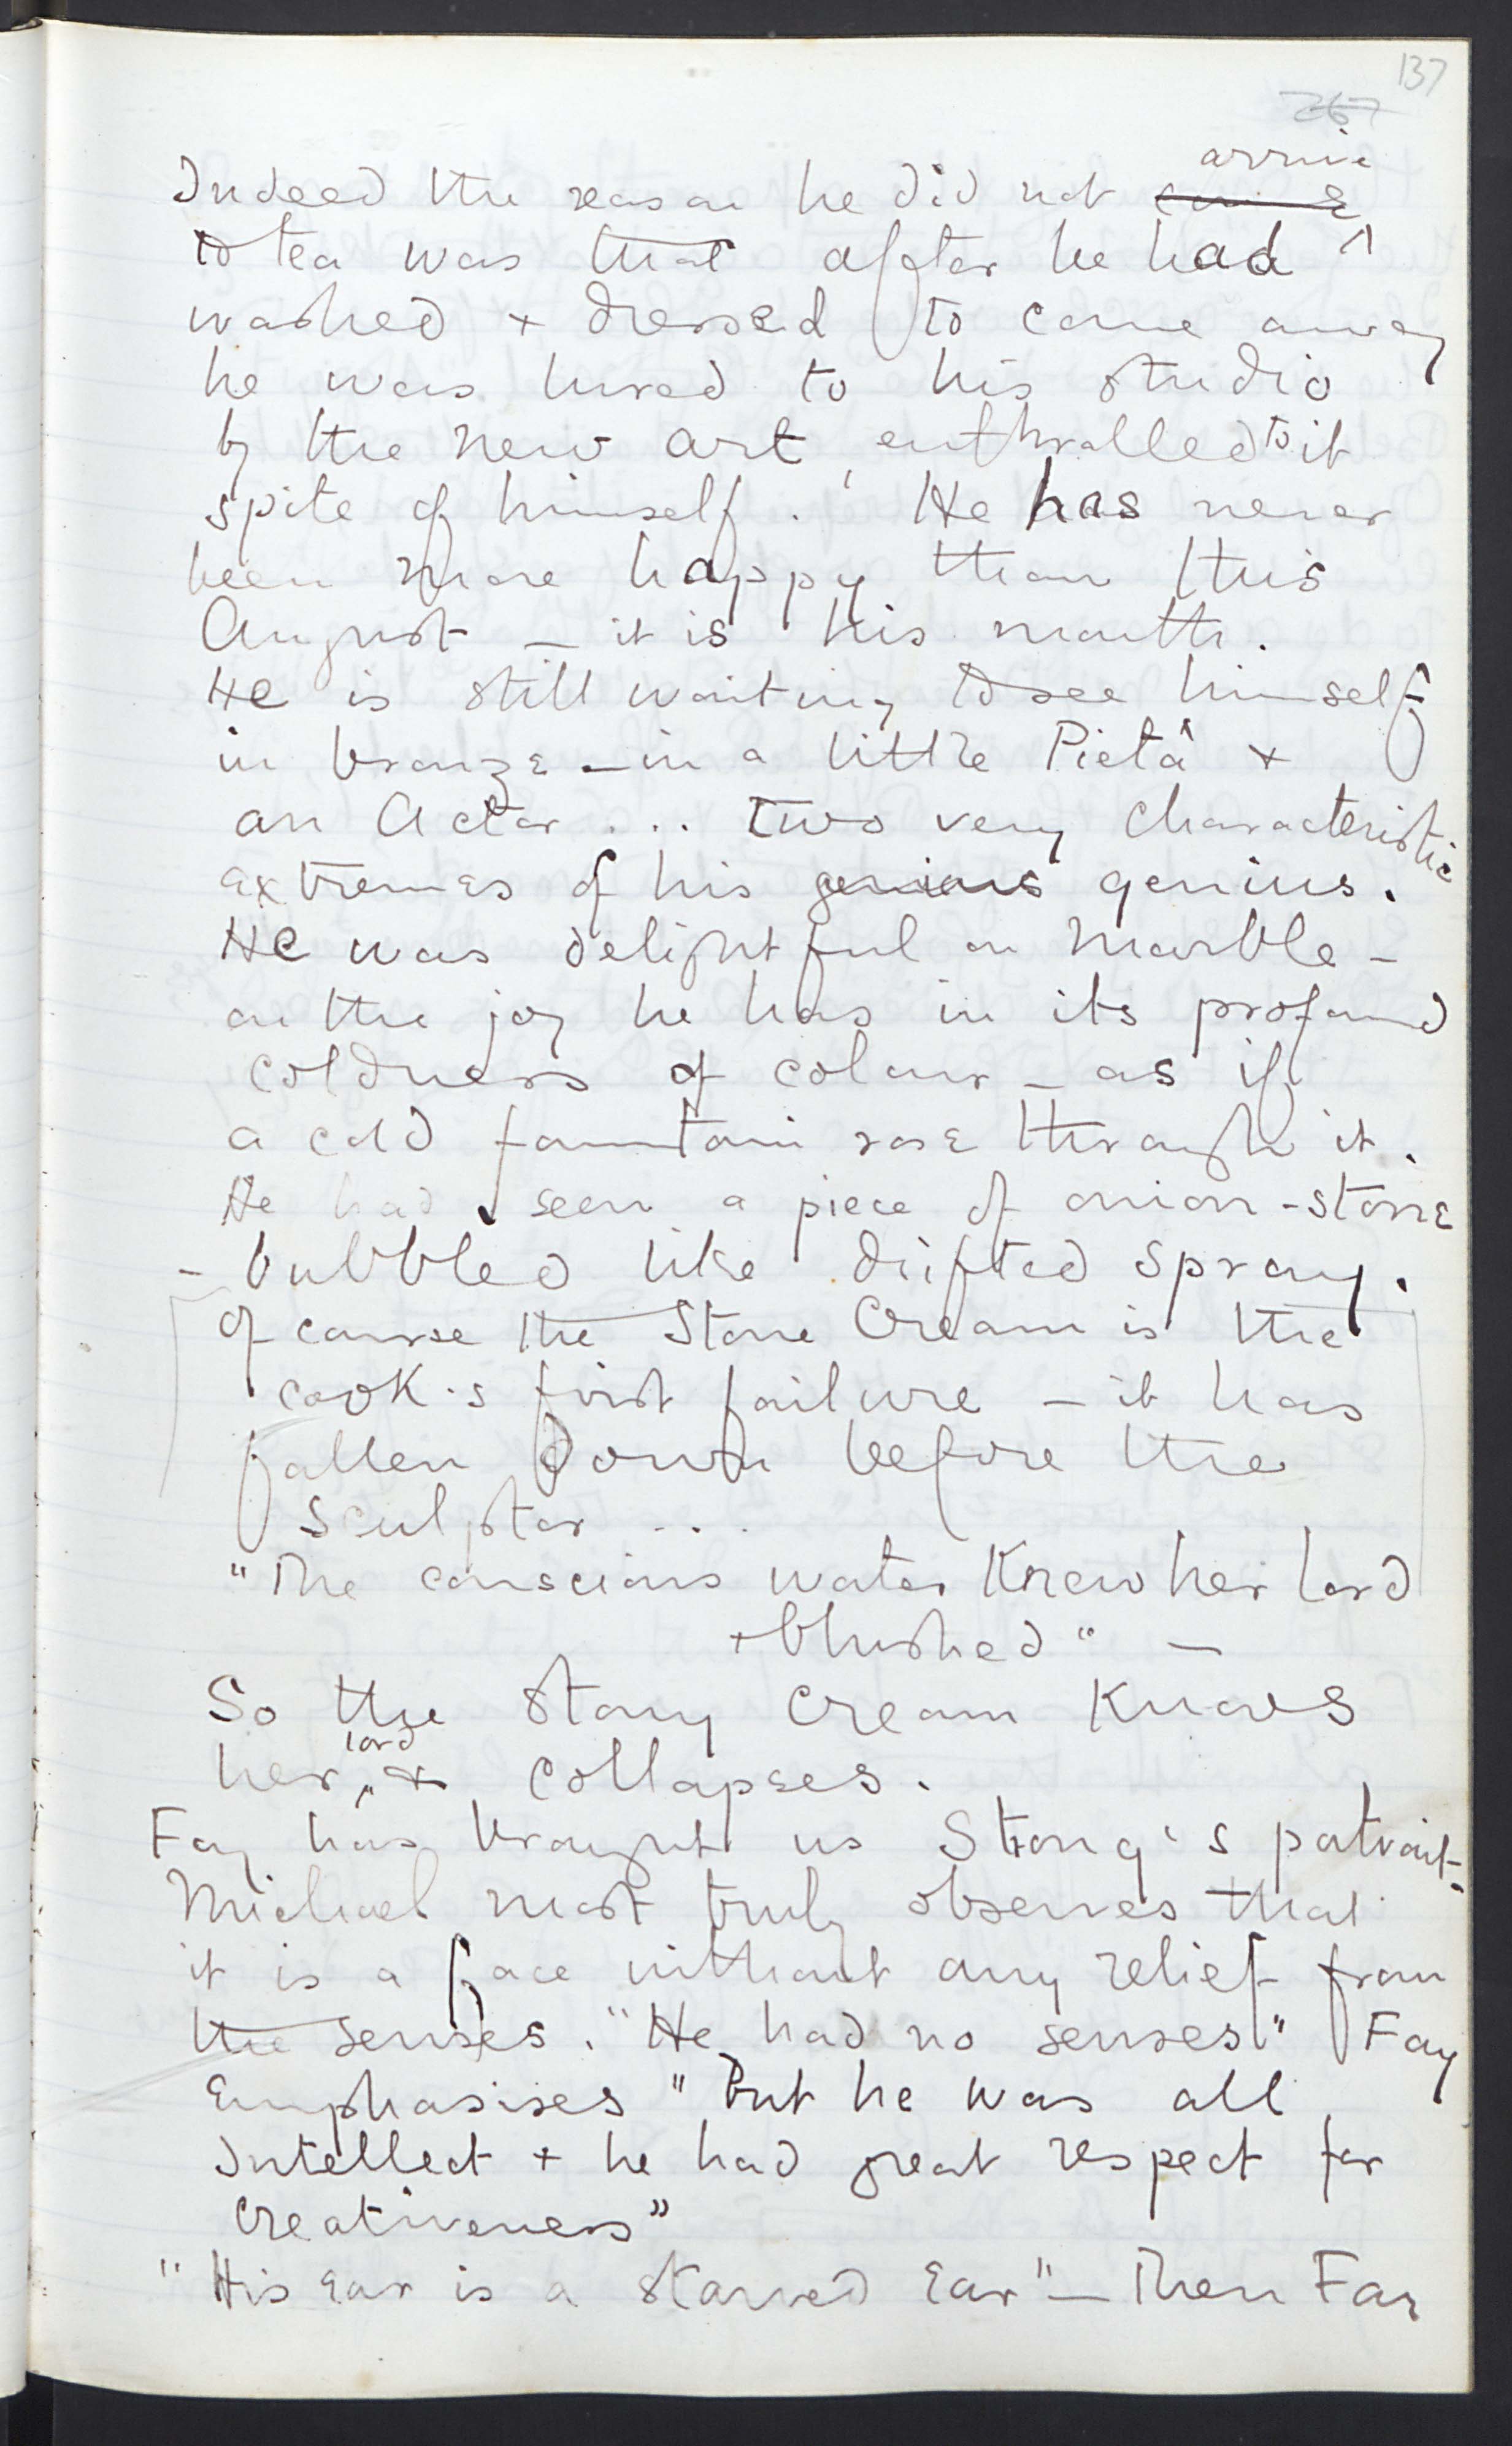 137
267
arrive
Indeed the reason he did not come
to tea was that after he had ^
washed + dressed to come away
he was lured to his studio
by the new art, enthralled to it
spite of himself. He has never
been more happy than this
August - it is his month.
He is still waiting to see himself
in bronze - in a little Pietà +
an Actor ... two very characteristic
extremes of his genious genius.
He was delightful on marble -
on the joy he has in its profound
coldness of colour - as if
a cold fountain rose through it.
He had seen a piece of onion-stone
- bubbled like drifted spray.
Of course the Stone Cream is the
cook's first failure - it has
fallen down before the
Sculptor ...
"The conscious water knew her lord
+ blushed" -
So the stony cream knows
her lord, + collapses.
Fay has brought us Strong's patrait.
Michael most truly observes that
it is a face without any relief from
the senses. "He had no senses" Fay
Emphasises "but he was all
Intellect + he had great respect for
Creativeness"
"His Ear is a starved Ear" - Then Fay